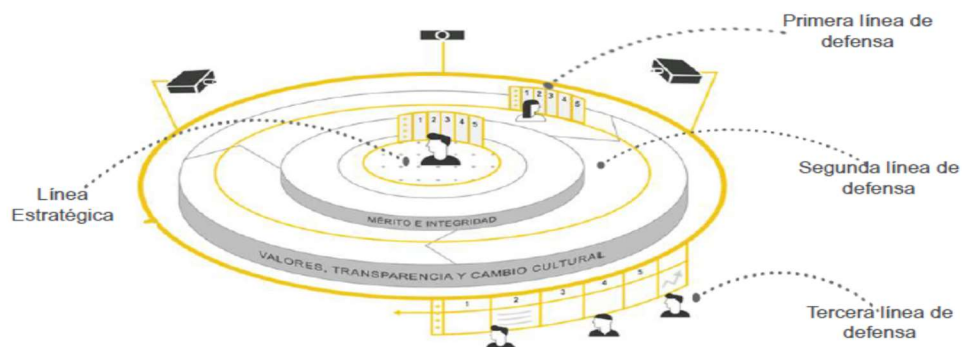 Primera línea de
defensa
1 2 3 4 5
1 2 3 4 5
Línea
Estratégica
Segunda línea de
defensa
MÉRITO E INTEGRIDAD
VALORES, TRANSPARENCIA Y CAMBIO CULTURAL
1 2 3 4 5
Tercera línea de
defensa